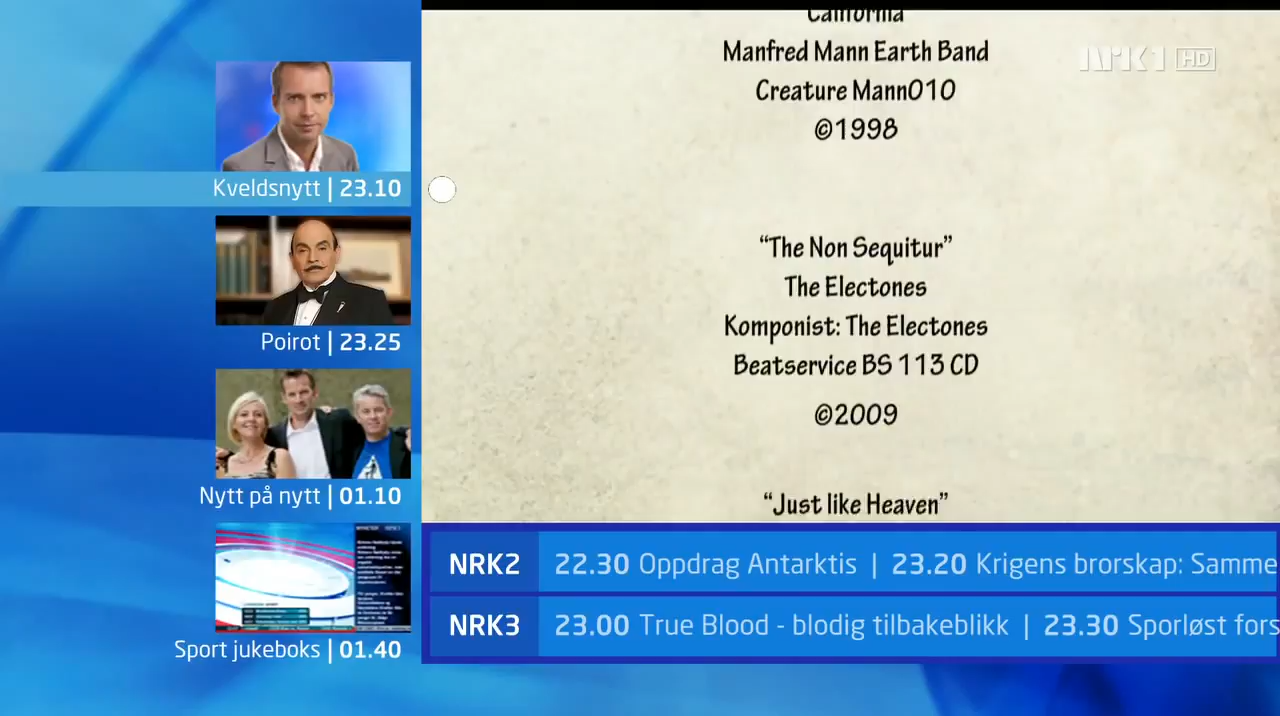 Kveldsnytt | 23.10
Poirot | 23.25
Nytt på nytt | 01.10
Sport jukeboks | 01.40
California
Manfred Mann Earth Band
Creature Mann010
©1998
“The Non Sequitur”
The Electones
Komponist: The Electones
Beatservice BS 113 CD
©2009
“Just like Heaven”
NRK1 HD
NRK2 22.30 Oppdrag Antarktis | 23.20 Krigens brorskap: Samme
NRK3 23.00 True Blood - blodig tilbakeblikk | 23.30 Sporløst fors